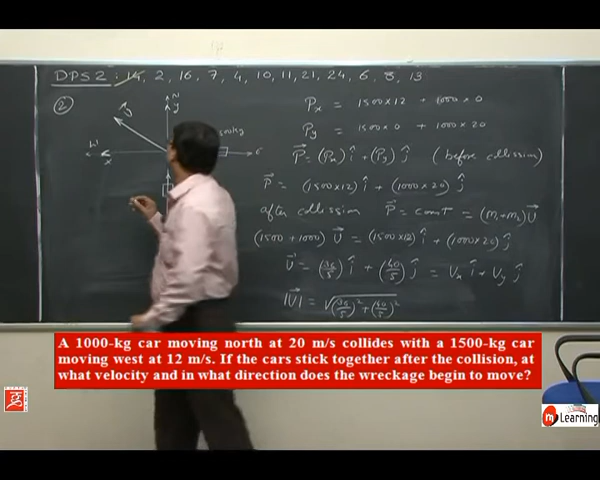 DPS2 : 14, 2, 16, 7, 4, 10, 11, 21, 24, 6, 8, 13
2
N
y
W
x
E
Px = 1500×12 + 1000×0
Py = 1500×0 + 1000×20
P⃗ = (Px) î + (Py) ĵ (before collision)
P⃗ = (1500×12) î + (1000×20) ĵ
after collision P⃗ = const = (m₁+m₂) U⃗
(1500+1000) U⃗ = (1500×12) î + (1000×20) ĵ
U⃗ = (36/5) î + (40/5) ĵ = Ux î + Uy ĵ
|U⃗| = √(36/5)² + (40/5)²
A 1000-kg car moving north at 20 m/s collides with a 1500-kg car
moving west at 12 m/s. If the cars stick together after the collision, at
what velocity and in what direction does the wreckage begin to move?
Learning